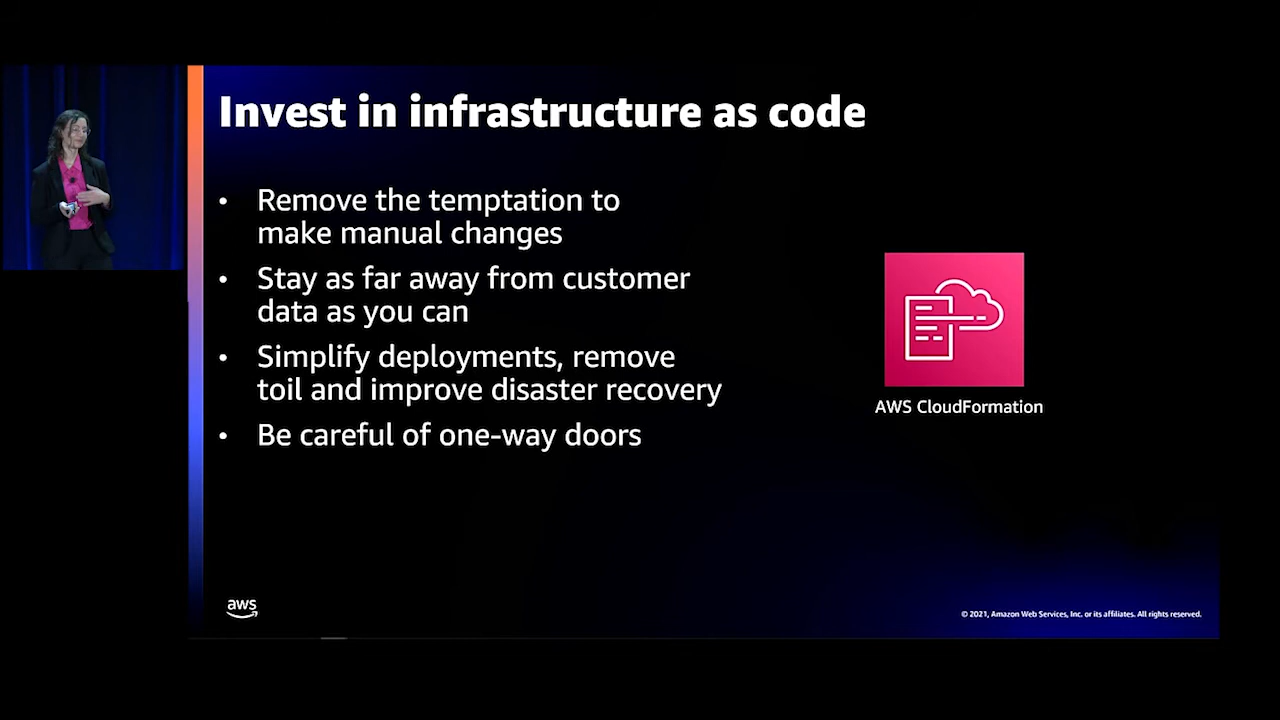 Invest in infrastructure as code
• Remove the temptation to
make manual changes
• Stay as far away from customer
data as you can
• Simplify deployments, remove
toil and improve disaster recovery
• Be careful of one-way doors
AWS CloudFormation
aws
© 2021, Amazon Web Services, Inc. or its affiliates. All rights reserved.